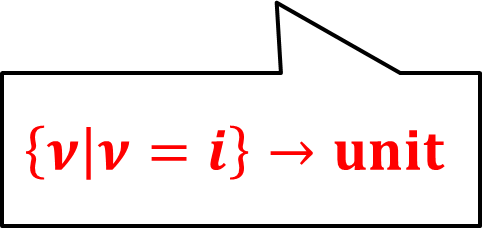 {ν|ν = i} → unit